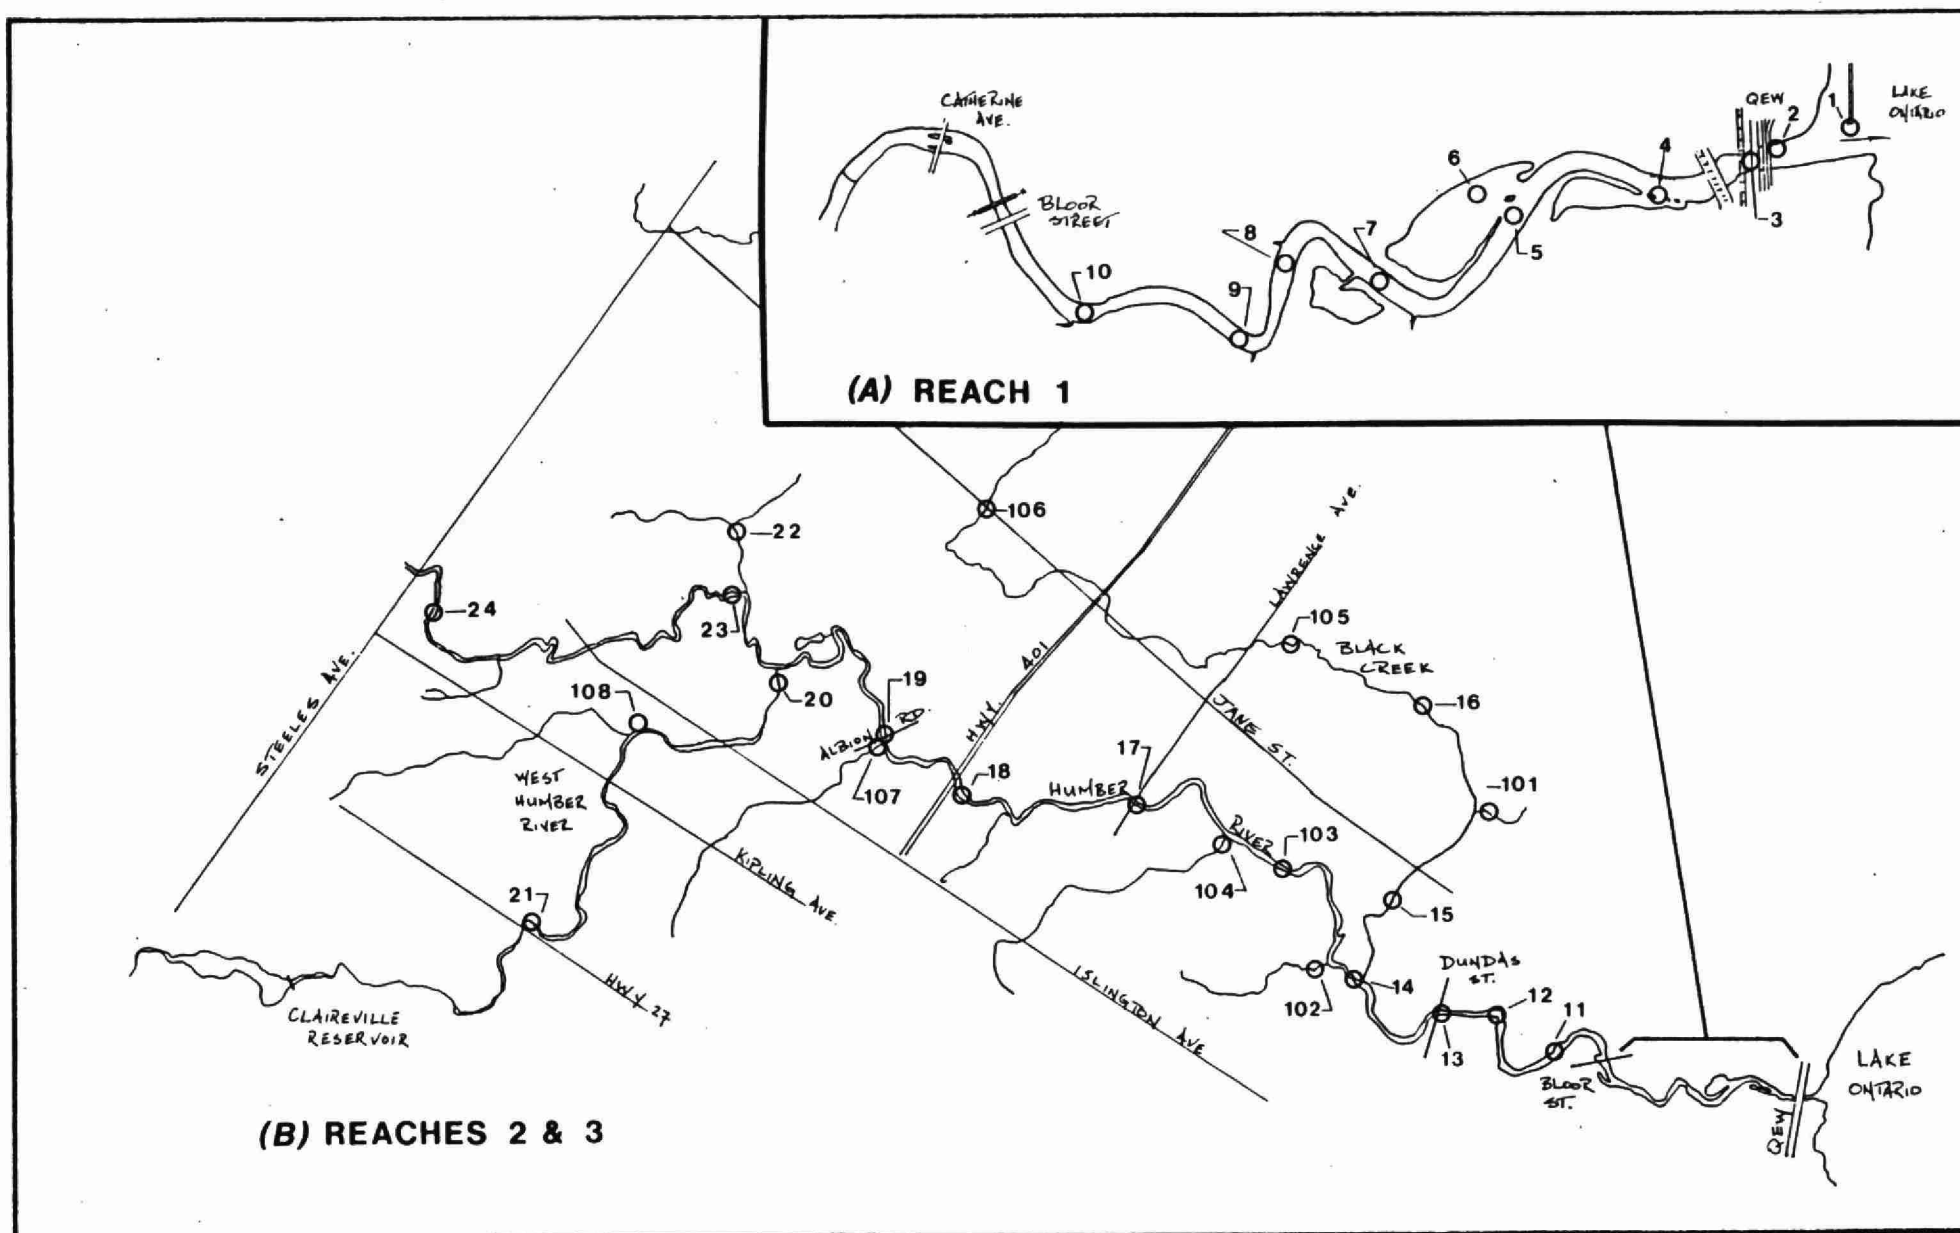 CATHERINE
AVE.
BLOOR
STREET
QEW
LAKE
ONTARIO
1
2
3
4
5
6
7
8
9
10
(A) REACH 1
106
22
24
23
20
19
108
107
18
17
105
16
101
103
104
15
14
102
13
12
11
21
STEELES AVE.
WEST
HUMBER
RIVER
ALBION RD.
HWY. 401
LAWRENCE AVE.
BLACK
CREEK
JANE ST.
HUMBER
RIVER
KIPLING AVE.
ISLINGTON AVE
HWY 27
CLAIREVILLE
RESERVOIR
DUNDAS
ST.
BLOOR
ST.
QEW
LAKE
ONTARIO
(B) REACHES 2 & 3